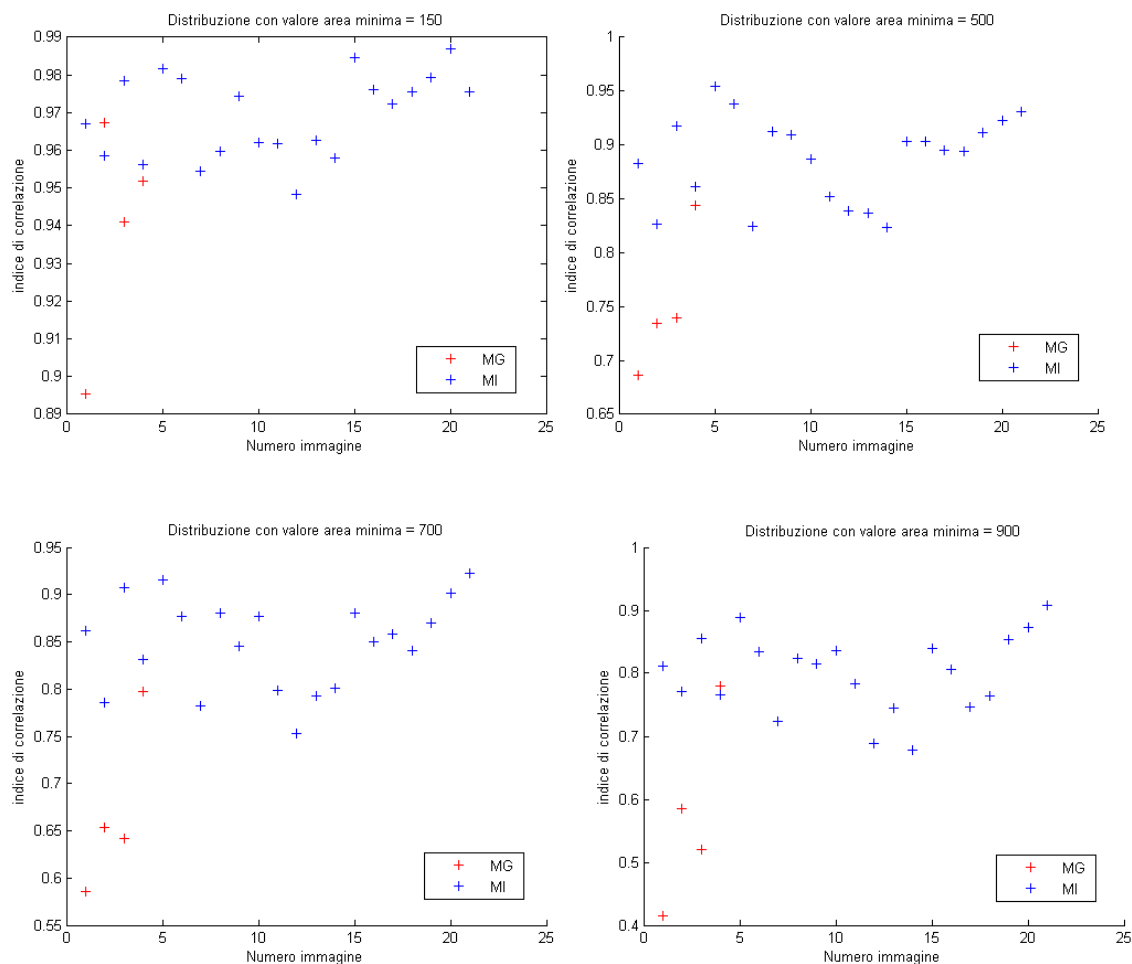 Distribuzione con valore area minima = 150
0.99
0.98
0.97
0.96
0.95
0.94
0.93
0.92
0.91
0.9
0.89
0
5
10
15
20
25
indice di correlazione
Numero immagine
MG
MI
Distribuzione con valore area minima = 500
1
0.95
0.9
0.85
0.8
0.75
0.7
0.65
0
5
10
15
20
25
indice di correlazione
Numero immagine
MG
MI
Distribuzione con valore area minima = 700
0.95
0.9
0.85
0.8
0.75
0.7
0.65
0.6
0.55
0
5
10
15
20
25
indice di correlazione
Numero immagine
MG
MI
Distribuzione con valore area minima = 900
1
0.9
0.8
0.7
0.6
0.5
0.4
0
5
10
15
20
25
indice di correlazione
Numero immagine
MG
MI